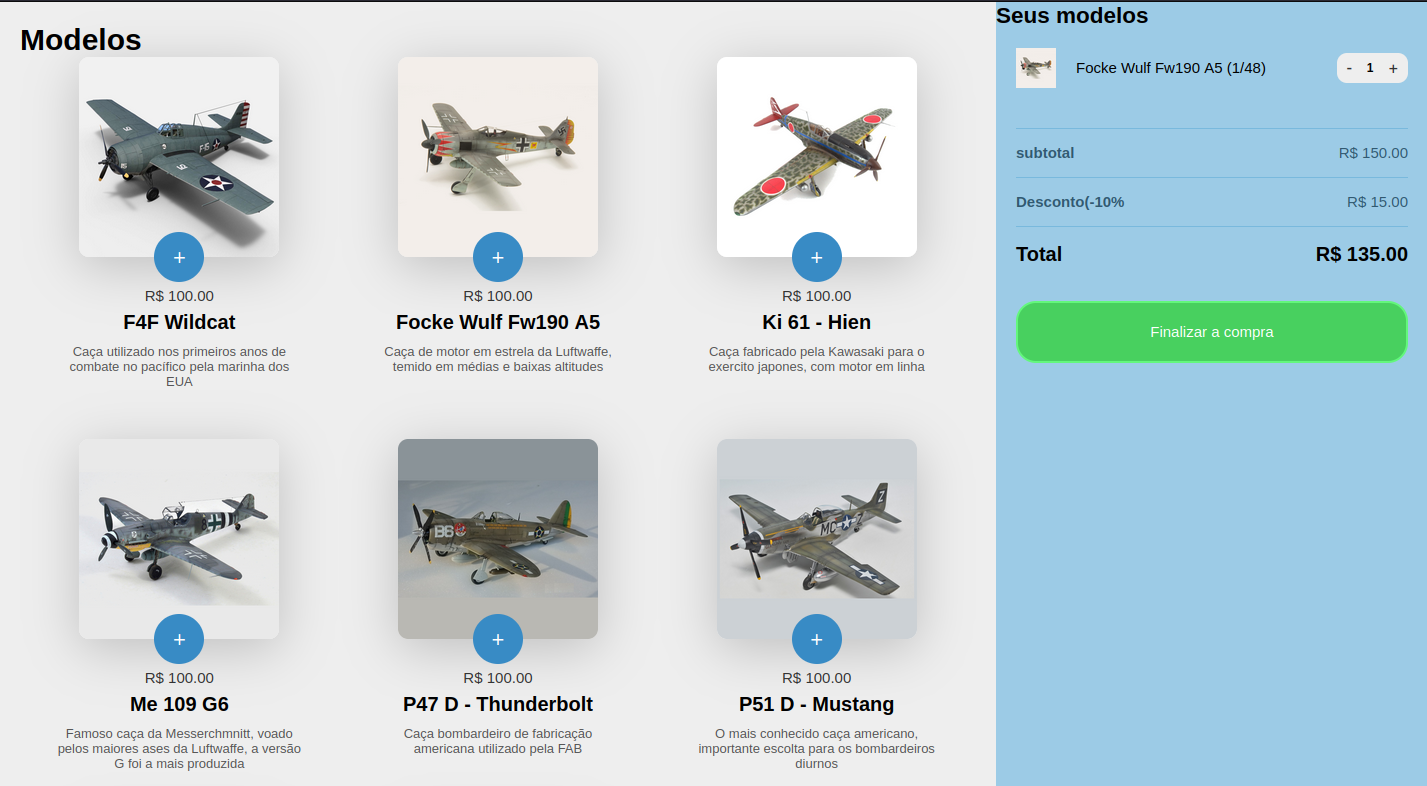 Modelos
R$ 100.00
F4F Wildcat
Caça utilizado nos primeiros anos de
combate no pacífico pela marinha dos
EUA
R$ 100.00
Focke Wulf Fw190 A5
Caça de motor em estrela da Luftwaffe,
temido em médias e baixas altitudes
R$ 100.00
Ki 61 - Hien
Caça fabricado pela Kawasaki para o
exercito japones, com motor em linha
R$ 100.00
Me 109 G6
Famoso caça da Messerchmnitt, voado
pelos maiores ases da Luftwaffe, a versão
G foi a mais produzida
R$ 100.00
P47 D - Thunderbolt
Caça bombardeiro de fabricação
americana utilizado pela FAB
R$ 100.00
P51 D - Mustang
O mais conhecido caça americano,
importante escolta para os bombardeiros
diurnos
Seus modelos
Focke Wulf Fw190 A5 (1/48) - 1 +
subtotal R$ 150.00
Desconto(-10% R$ 15.00
Total R$ 135.00
Finalizar a compra